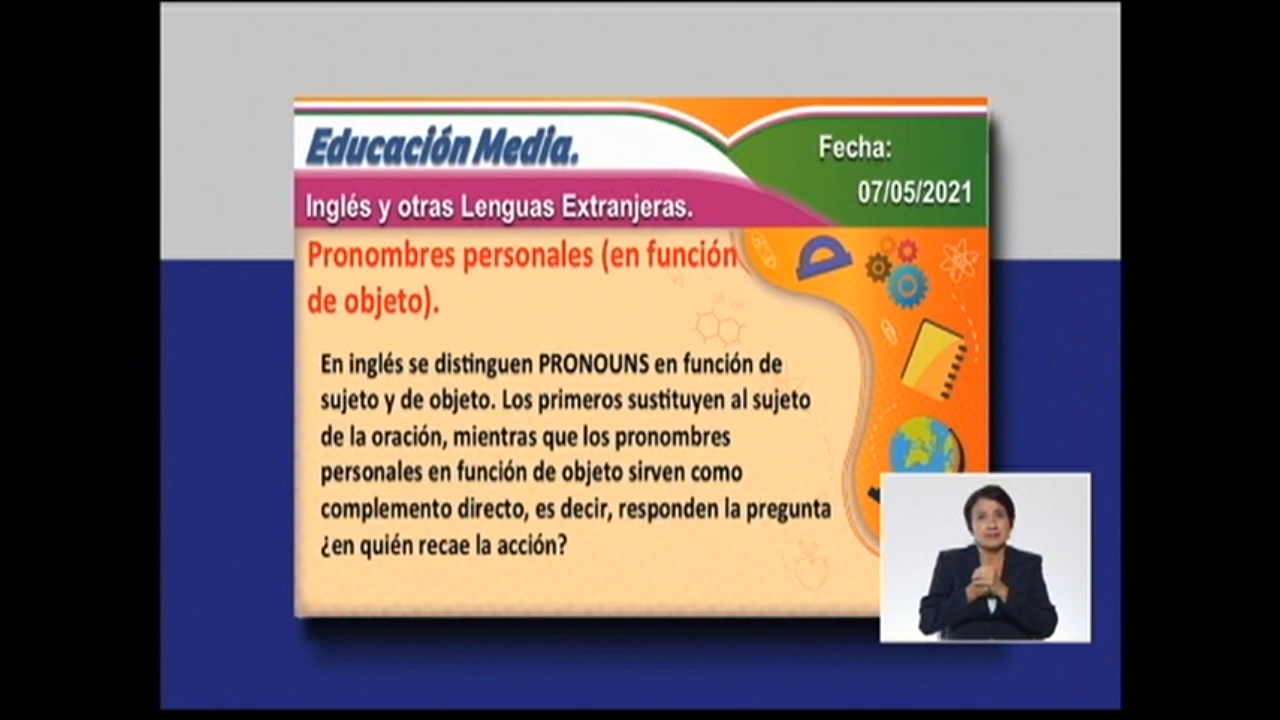 Educación Media.
Fecha:
07/05/2021
Inglés y otras Lenguas Extranjeras.
Pronombres personales (en función
de objeto).
En inglés se distinguen PRONOUNS en función de
sujeto y de objeto. Los primeros sustituyen al sujeto
de la oración, mientras que los pronombres
personales en función de objeto sirven como
complemento directo, es decir, responden la pregunta
¿en quién recae la acción?